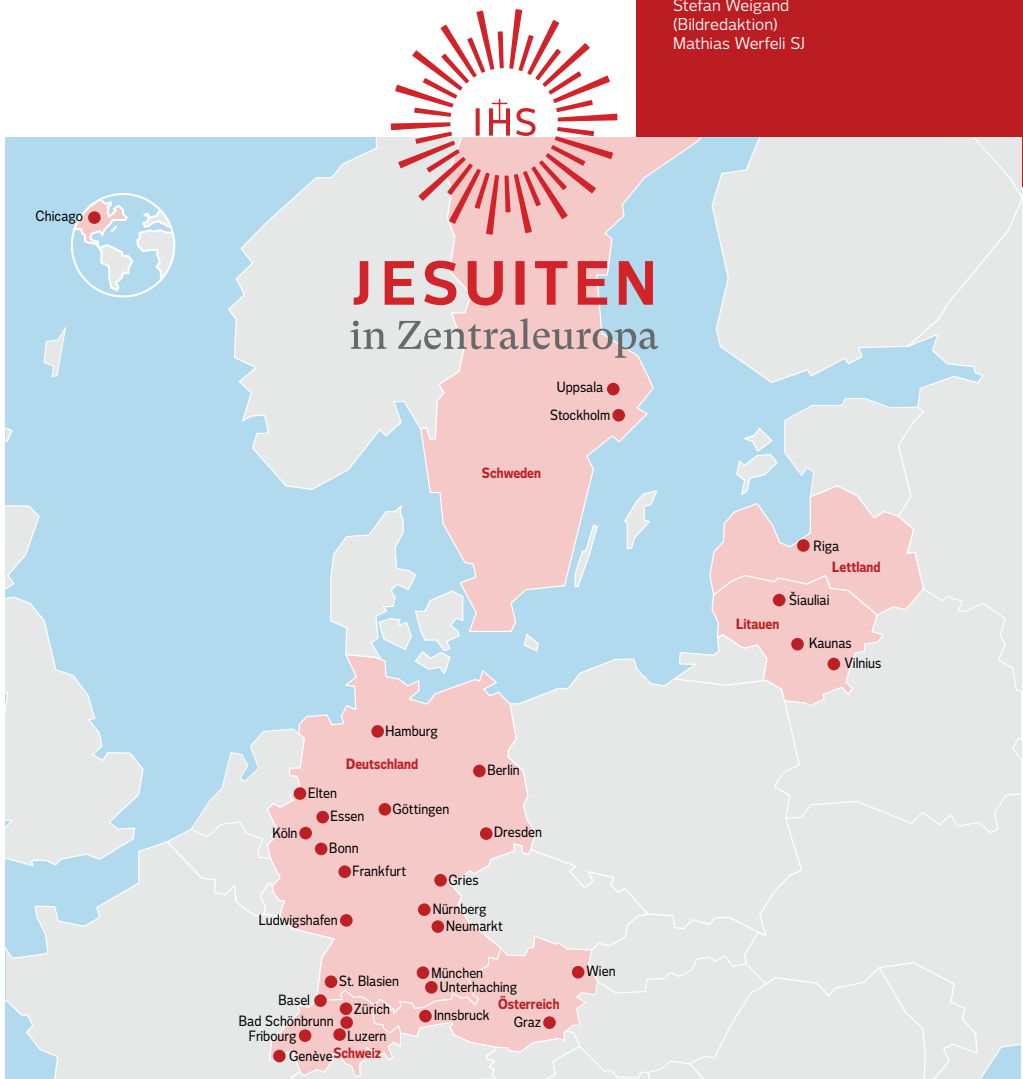 Stefan Weigand
(Bildredaktion)
Mathias Werfeli SJ
IHS
Chicago
JESUITEN
in Zentraleuropa
Uppsala
Stockholm
Schweden
Riga
Lettland
Šiauliai
Litauen
Kaunas
Vilnius
Hamburg
Deutschland
Berlin
Elten
Göttingen
Essen
Köln
Dresden
Bonn
Frankfurt
Gries
Nürnberg
Ludwigshafen
Neumarkt
München
Wien
St. Blasien
Unterhaching
Basel
Österreich
Zürich
Innsbruck
Bad Schönbrunn
Graz
Fribourg
Luzern
Schweiz
Genève